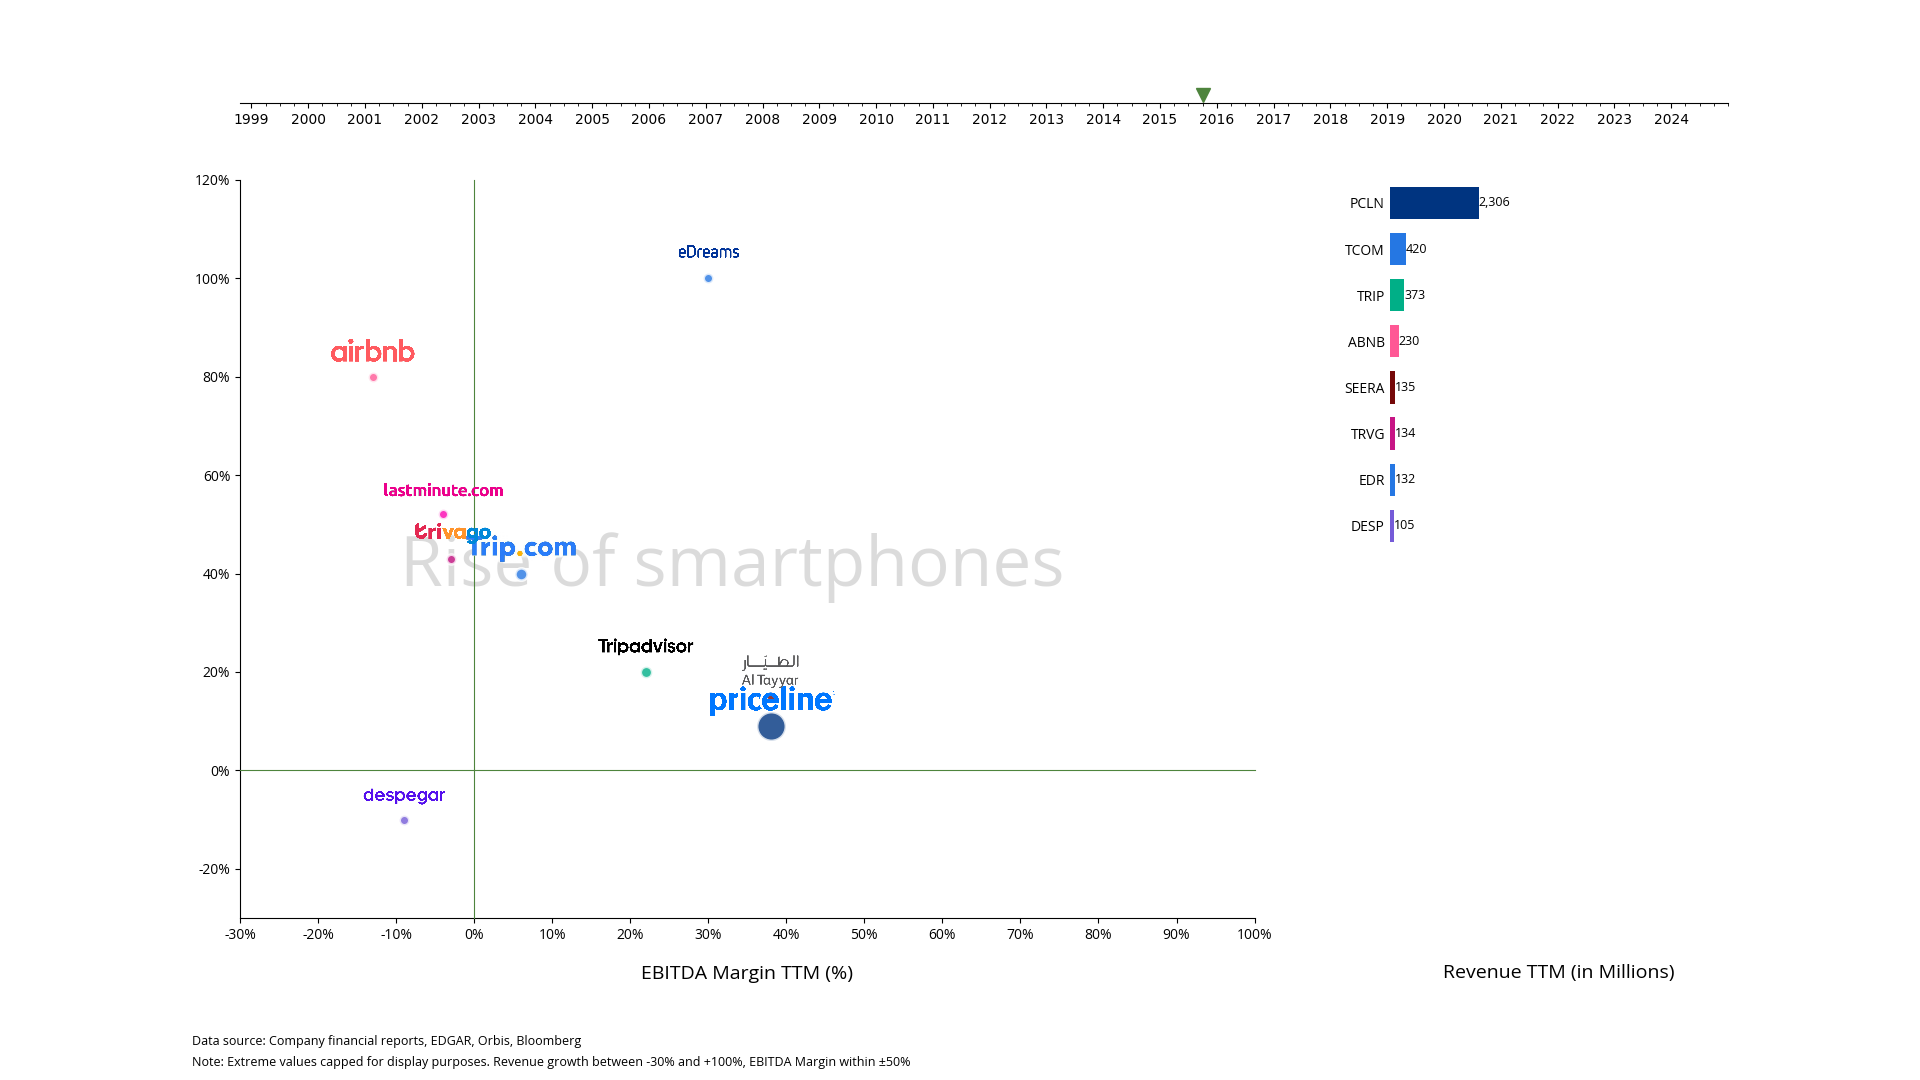 1999 2000 2001 2002 2003 2004 2005 2006 2007 2008 2009 2010 2011 2012 2013 2014 2015 2016 2017 2018 2019 2020 2021 2022 2023 2024
120%
100%
80%
60%
40%
20%
0%
-20%
eDreams
airbnb
lastminute.com
trivago
Trip.com
Rise of smartphones
Tripadvisor
الطيّار
Al Tayyar
priceline
despegar
-30% -20% -10% 0% 10% 20% 30% 40% 50% 60% 70% 80% 90% 100%
EBITDA Margin TTM (%)
PCLN 2,306
TCOM 420
TRIP 373
ABNB 230
SEERA 135
TRVG 134
EDR 132
DESP 105
Revenue TTM (in Millions)
Data source: Company financial reports, EDGAR, Orbis, Bloomberg
Note: Extreme values capped for display purposes. Revenue growth between -30% and +100%, EBITDA Margin within ±50%